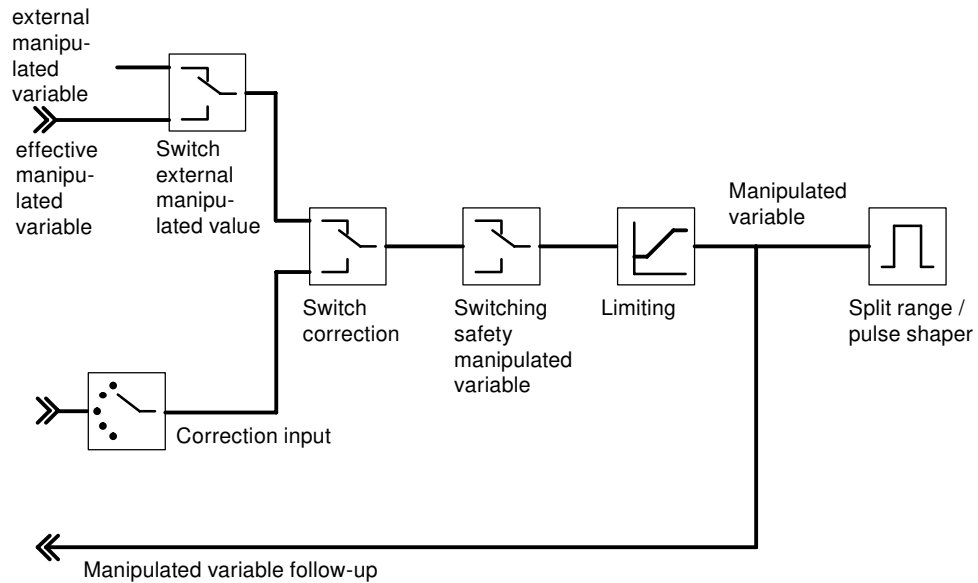 external
manipu-
lated
variable
effective
manipu-
lated
variable
Switch
external
manipu-
lated value
Switch
correction
Switching
safety
manipulated
variable
Limiting
Manipulated
variable
Split range /
pulse shaper
Correction input
Manipulated variable follow-up